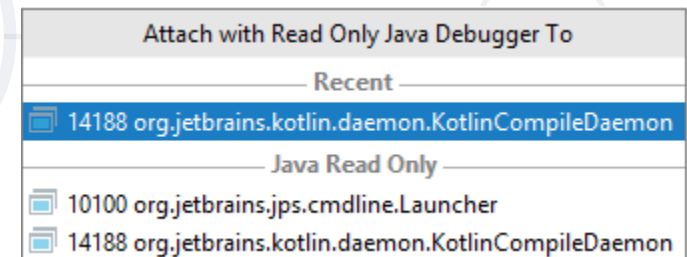 Attach with Read Only Java Debugger To
Recent
14188 org.jetbrains.kotlin.daemon.KotlinCompileDaemon
Java Read Only
10100 org.jetbrains.jps.cmdline.Launcher
14188 org.jetbrains.kotlin.daemon.KotlinCompileDaemon